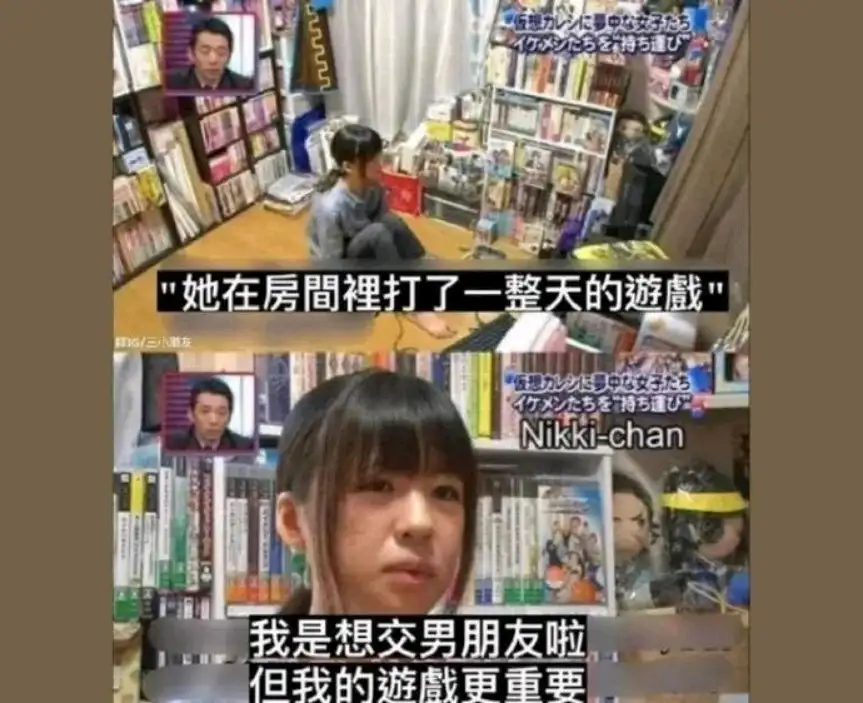 仮想カレシに夢中な女子たち
イケメンたちを“持ち運び”
"她在房間裡打了一整天的遊戲"
仮想カレシに夢中な女子たち
イケメンたちを“持ち運び”
Nikki-chan
我是想交男朋友啦
但我的遊戲更重要